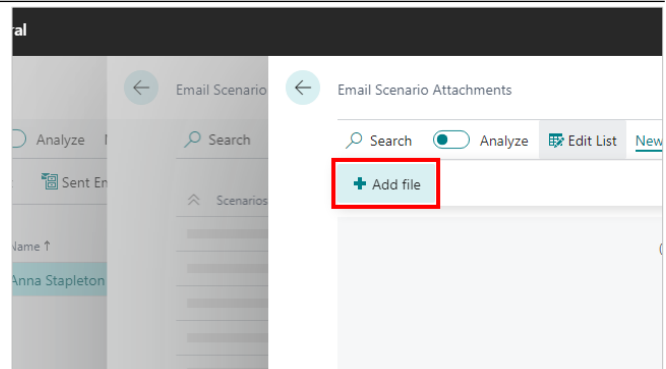 ral
Email Scenario
Email Scenario Attachments
Analyze
Search
Search Analyze Edit List New
Sent En
Add file
Scenarios
Name ↑
Anna Stapleton